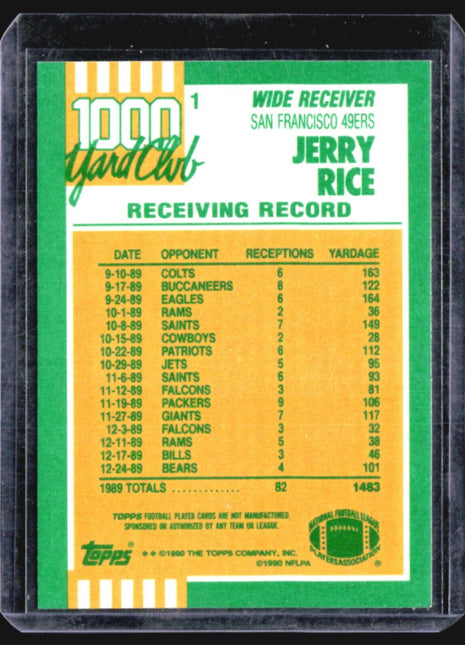 1000
Yard Club
1
WIDE RECEIVER
SAN FRANCISCO 49ERS
JERRY
RICE
RECEIVING RECORD
DATE OPPONENT RECEPTIONS YARDAGE
9-10-89 COLTS 6 163
9-17-89 BUCCANEERS 8 122
9-24-89 EAGLES 6 164
10-1-89 RAMS 2 36
10-8-89 SAINTS 7 149
10-15-89 COWBOYS 2 28
10-22-89 PATRIOTS 6 112
10-29-89 JETS 5 95
11-6-89 SAINTS 6 93
11-12-89 FALCONS 3 81
11-19-89 PACKERS 9 106
11-27-89 GIANTS 7 117
12-3-89 FALCONS 3 32
12-11-89 RAMS 5 38
12-17-89 BILLS 3 46
12-24-89 BEARS 4 101
1989 TOTALS .............. 82 1483
TOPPS FOOTBALL PLAYER CARDS ARE NOT MANUFACTURED,
SPONSORED OR AUTHORIZED BY ANY TEAM OR LEAGUE.
topps®
* * ©1990 THE TOPPS COMPANY, INC.
©1990 NFLPA
NATIONAL FOOTBALL LEAGUE
PLAYERS ASSOCIATION ®